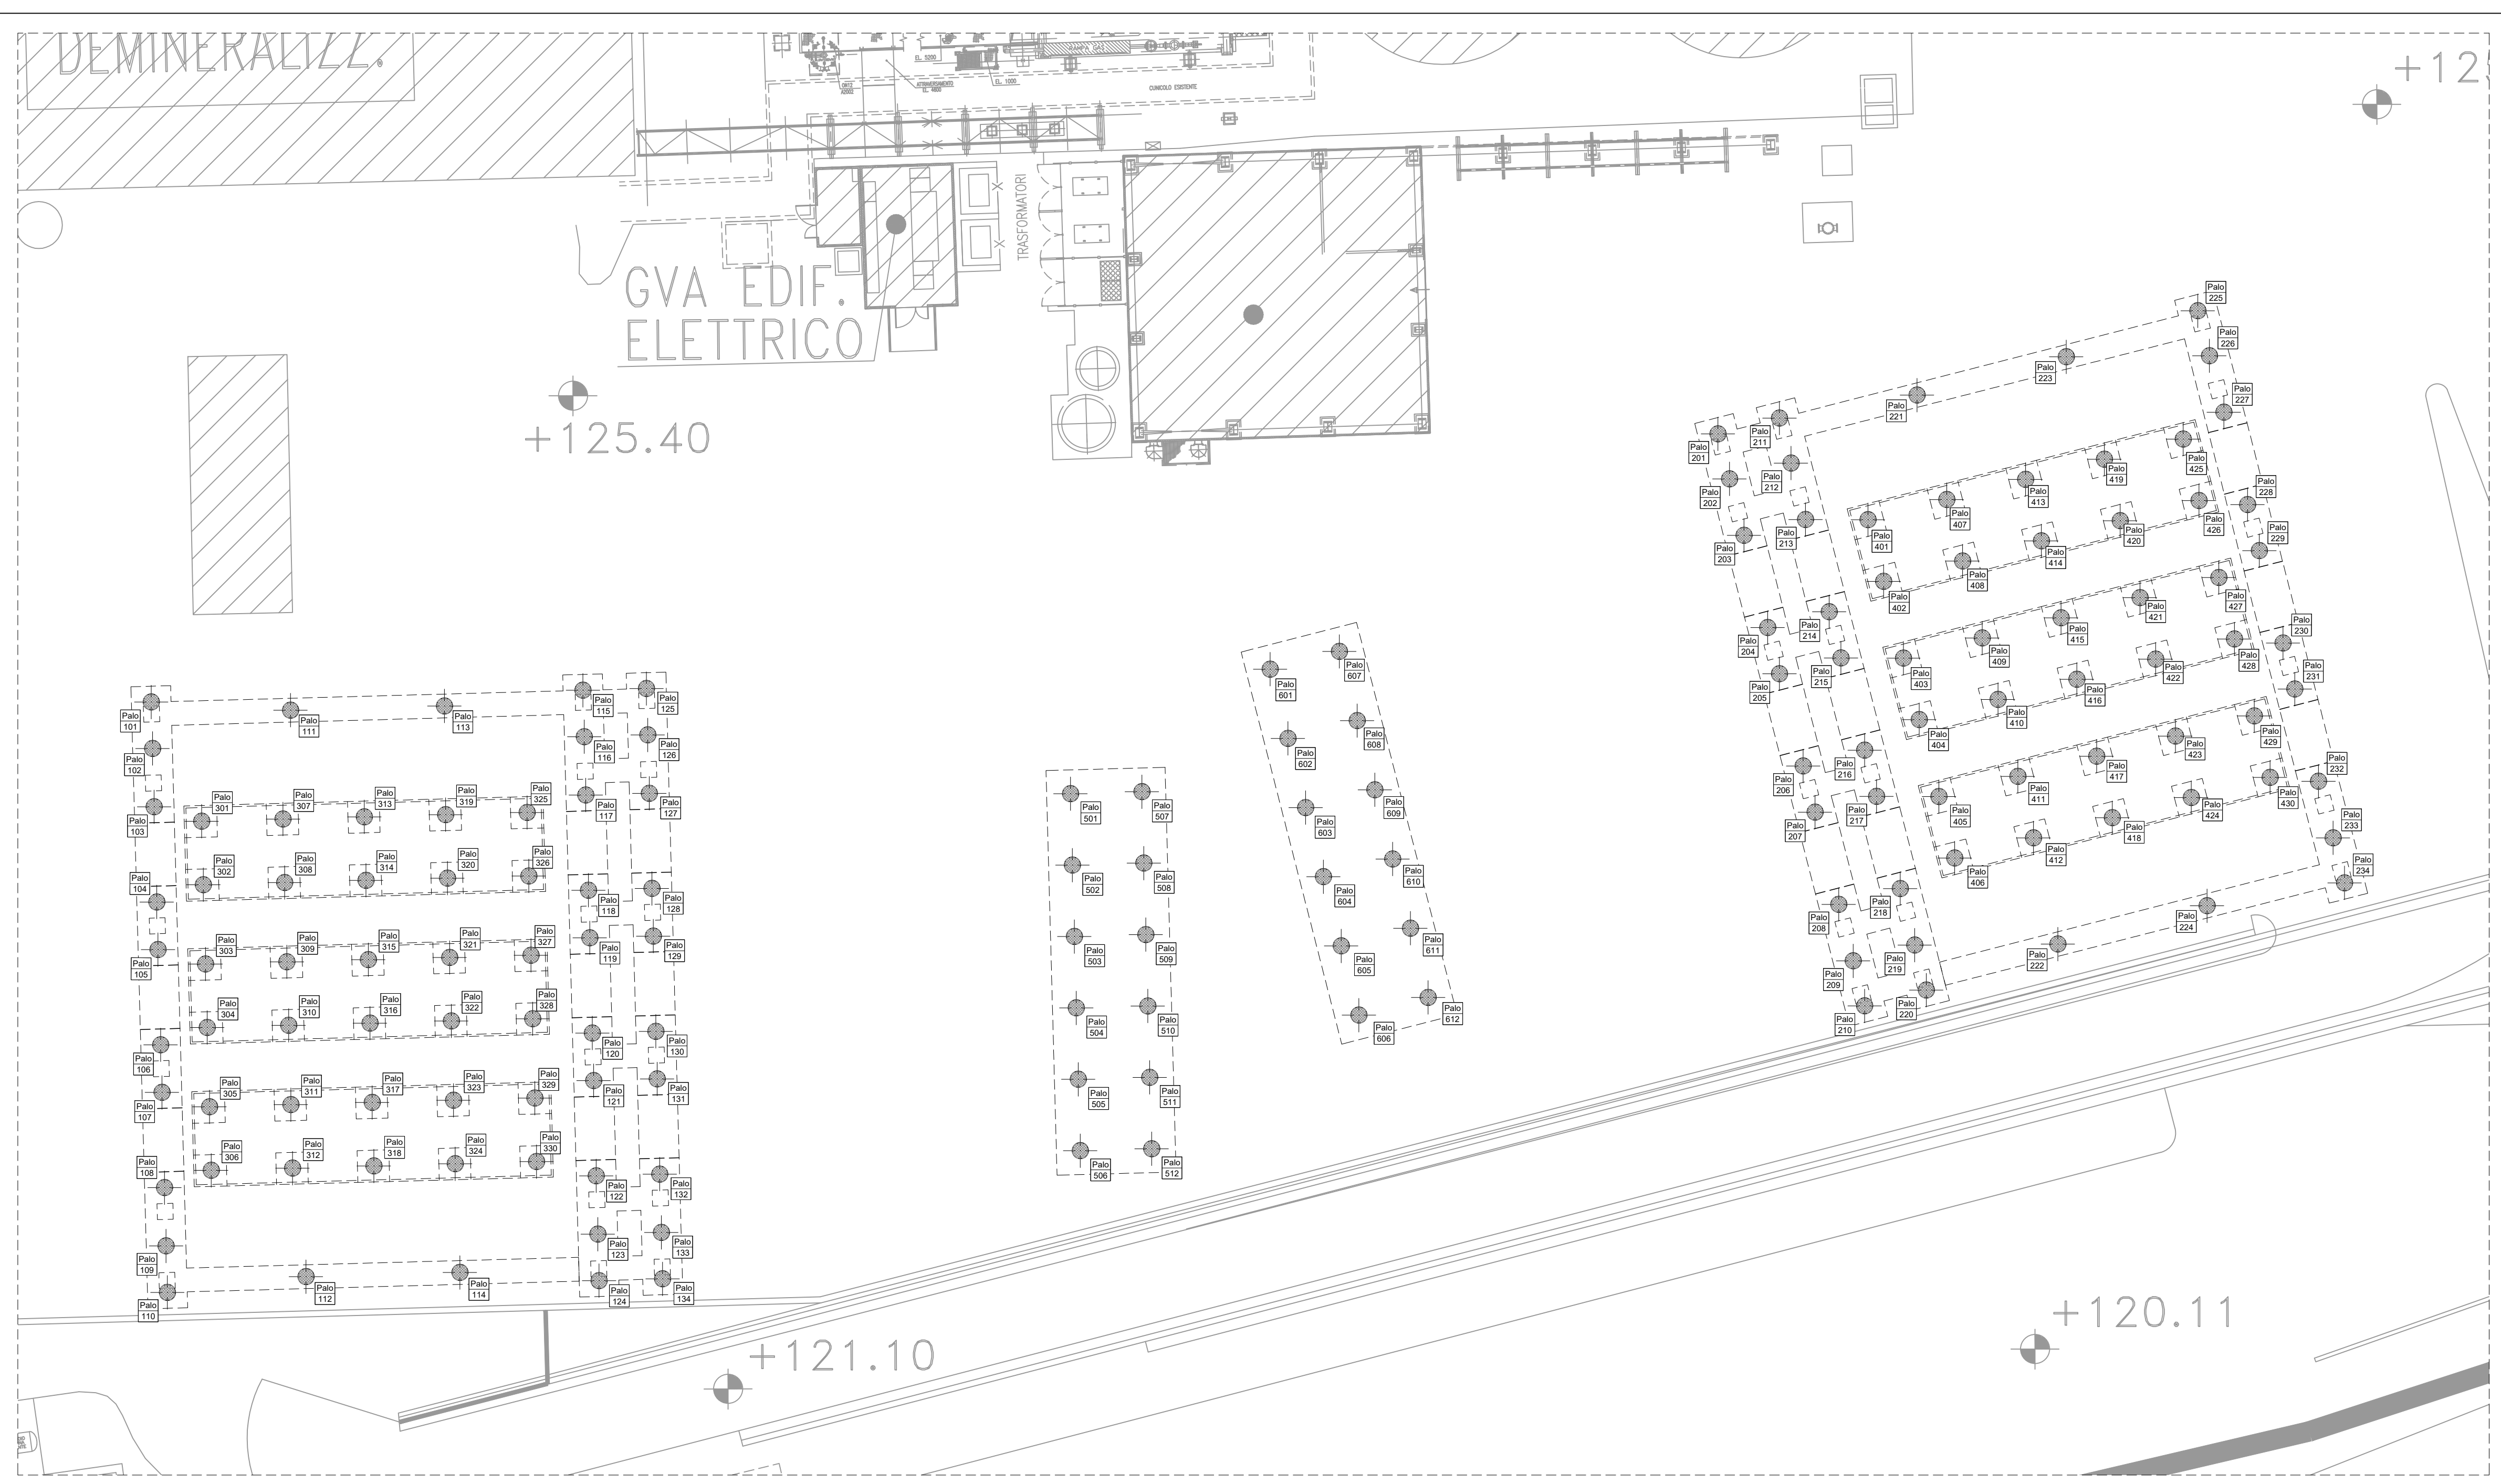 DEMINERALIZZ.
EL. 5200
RAMPA GAS
ATTRAVERSAMENTO
EL. 4600
EL. 1000
CUNICOLO ESISTENTE
+12
TRASFORMATORI
GVA EDIF.
ELETTRICO
+125.40
Palo
101
Palo
102
Palo
103
Palo
104
Palo
105
Palo
106
Palo
107
Palo
108
Palo
109
Palo
110
Palo
111
Palo
112
Palo
113
Palo
114
Palo
115
Palo
116
Palo
117
Palo
118
Palo
119
Palo
120
Palo
121
Palo
122
Palo
123
Palo
124
Palo
125
Palo
126
Palo
127
Palo
128
Palo
129
Palo
130
Palo
131
Palo
132
Palo
133
Palo
134
Palo
301
Palo
302
Palo
303
Palo
304
Palo
305
Palo
306
Palo
307
Palo
308
Palo
309
Palo
310
Palo
311
Palo
312
Palo
313
Palo
314
Palo
315
Palo
316
Palo
317
Palo
318
Palo
319
Palo
320
Palo
321
Palo
322
Palo
323
Palo
324
Palo
325
Palo
326
Palo
327
Palo
328
Palo
329
Palo
330
Palo
501
Palo
502
Palo
503
Palo
504
Palo
505
Palo
506
Palo
507
Palo
508
Palo
509
Palo
510
Palo
511
Palo
512
Palo
601
Palo
602
Palo
603
Palo
604
Palo
605
Palo
606
Palo
607
Palo
608
Palo
609
Palo
610
Palo
611
Palo
612
Palo
201
Palo
202
Palo
203
Palo
204
Palo
205
Palo
206
Palo
207
Palo
208
Palo
209
Palo
210
Palo
211
Palo
212
Palo
213
Palo
214
Palo
215
Palo
216
Palo
217
Palo
218
Palo
219
Palo
220
Palo
221
Palo
222
Palo
223
Palo
224
Palo
225
Palo
226
Palo
227
Palo
228
Palo
229
Palo
230
Palo
231
Palo
232
Palo
233
Palo
234
Palo
401
Palo
402
Palo
403
Palo
404
Palo
405
Palo
406
Palo
407
Palo
408
Palo
409
Palo
410
Palo
411
Palo
412
Palo
413
Palo
414
Palo
415
Palo
416
Palo
417
Palo
418
Palo
419
Palo
420
Palo
421
Palo
422
Palo
423
Palo
424
Palo
425
Palo
426
Palo
427
Palo
428
Palo
429
Palo
430
+121.10
+120.11